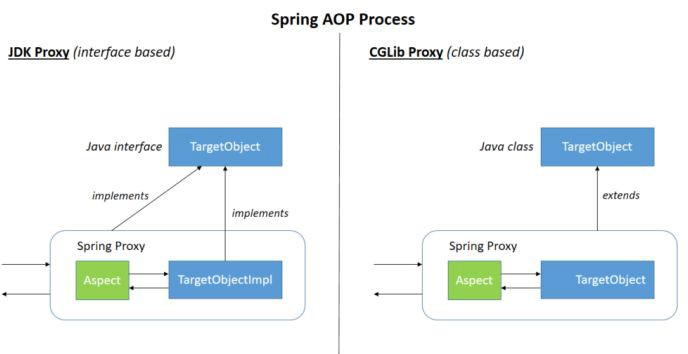 Spring AOP Process
JDK Proxy (interface based)
Java interface
TargetObject
implements
implements
Spring Proxy
Aspect
TargetObjectImpl
CGLib Proxy (class based)
Java class
TargetObject
extends
Spring Proxy
Aspect
TargetObject